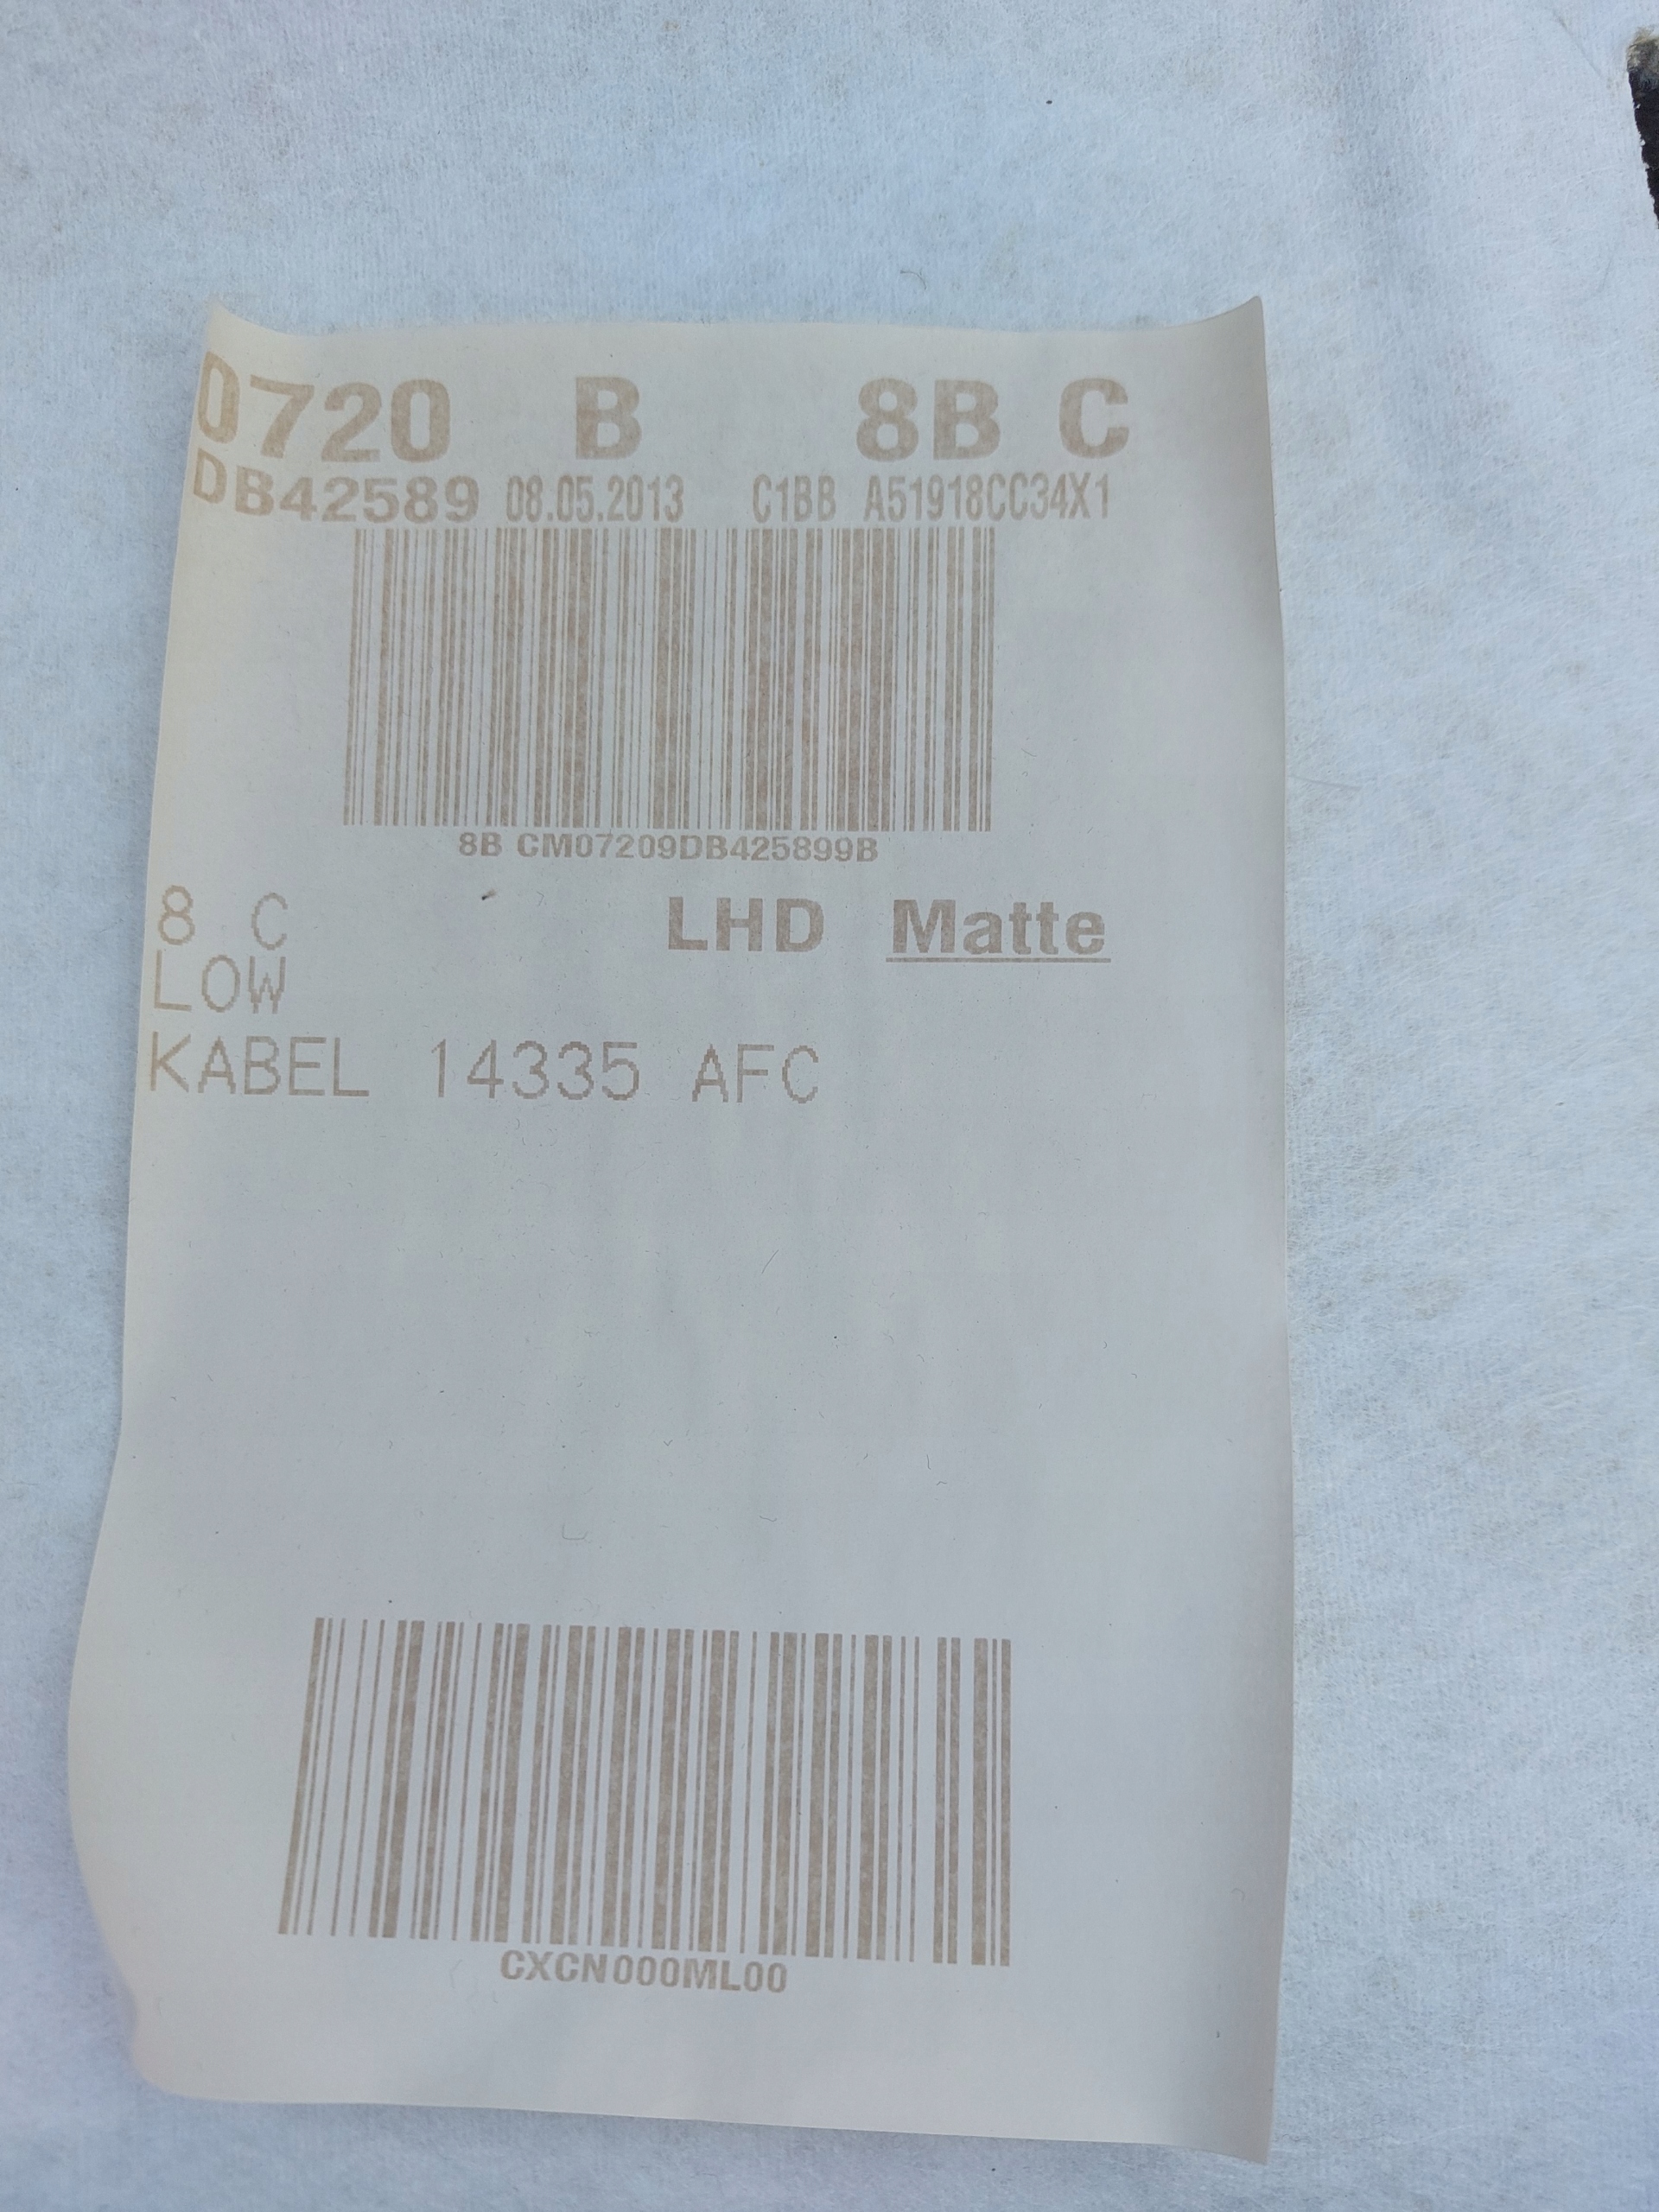 0720 B 8B C
DB42589 08.05.2013 C1BB A51918CC34X1
8B CM07209DB425899B
8 C LHD Matte
LOW
KABEL 14335 AFC
CXCN000ML00